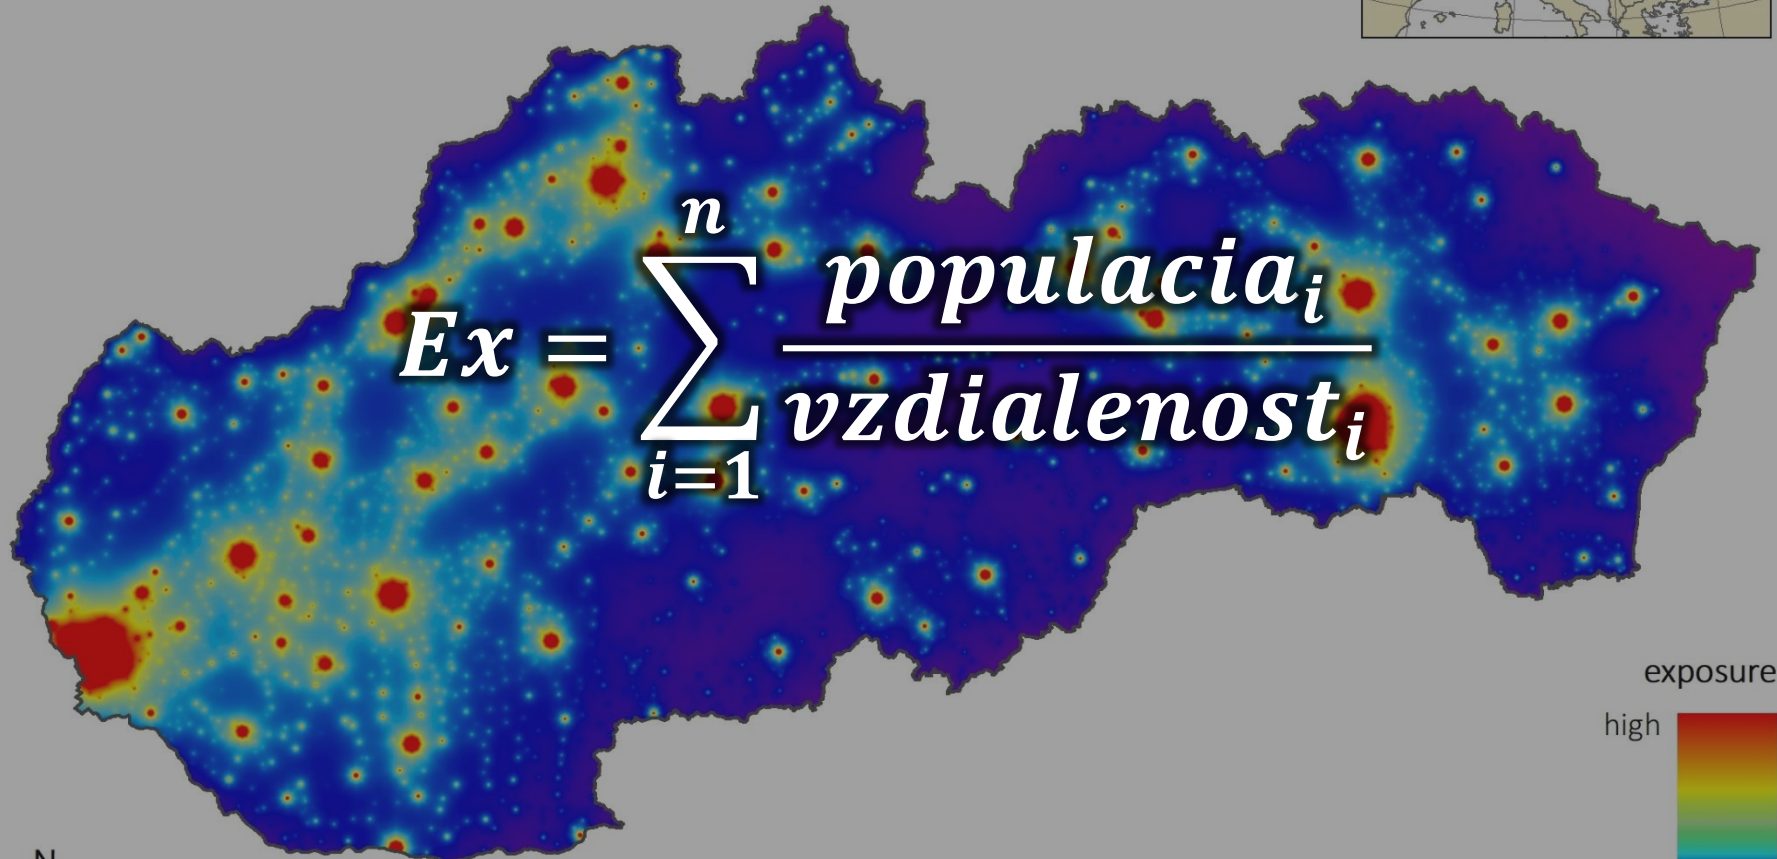 n
Ex = ∑ populacia_i / vzdialenost_i
i=1
exposure
high
N